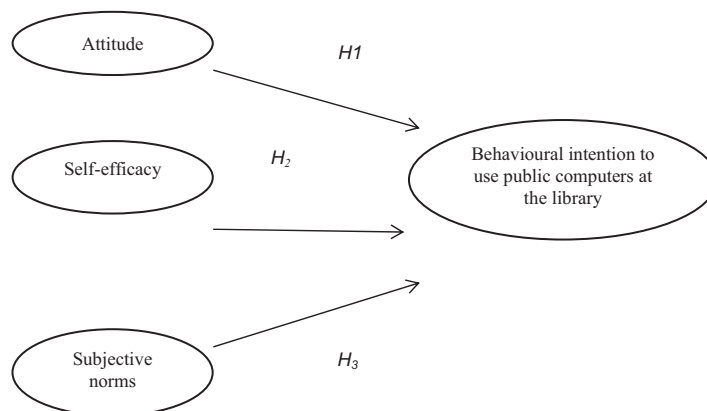 Attitude
H1
Self-efficacy
H2
Behavioural intention to
use public computers at
the library
Subjective
norms
H3